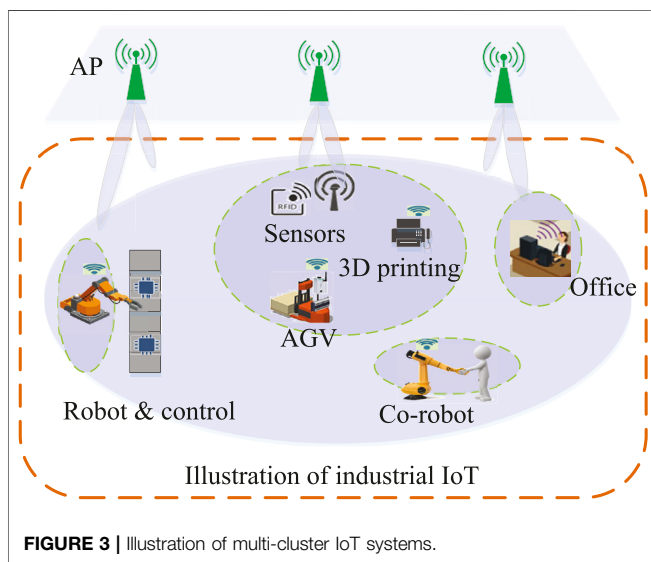 AP
RFID
Sensors
3D printing
AGV
Office
Robot & control
Co-robot
Illustration of industrial IoT
FIGURE 3 | Illustration of multi-cluster IoT systems.